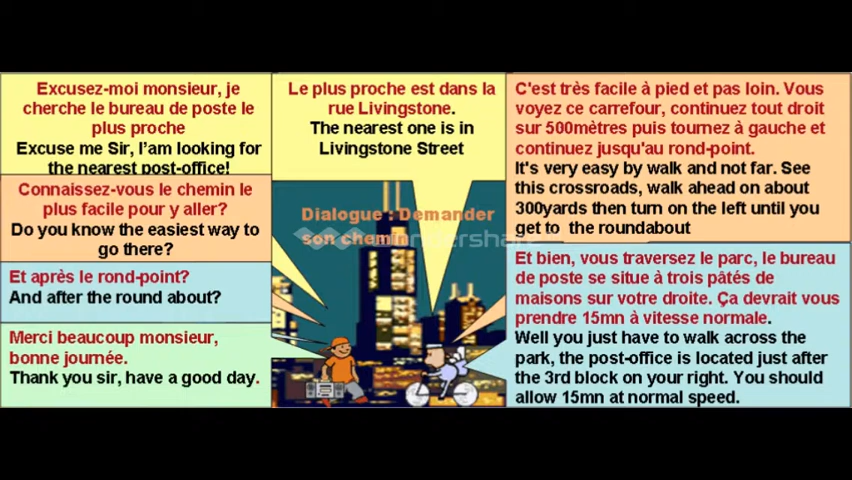 Excusez-moi monsieur, je
cherche le bureau de poste le
plus proche
Excuse me Sir, I'am looking for
the nearest post-office!
Connaissez-vous le chemin le
plus facile pour y aller?
Do you know the easiest way to
go there?
Et après le rond-point?
And after the round about?
Merci beaucoup monsieur,
bonne journée.
Thank you sir, have a good day.
Le plus proche est dans la
rue Livingstone.
The nearest one is in
Livingstone Street
Dialogue : Demander
son chemin
C'est très facile à pied et pas loin. Vous
voyez ce carrefour, continuez tout droit
sur 500mètres puis tournez à gauche et
continuez jusqu'au rond-point.
It's very easy by walk and not far. See
this crossroads, walk ahead on about
300yards then turn on the left until you
get to the roundabout
Et bien, vous traversez le parc, le bureau
de poste se situe à trois pâtés de
maisons sur votre droite. Ça devrait vous
prendre 15mn à vitesse normale.
Well you just have to walk across the
park, the post-office is located just after
the 3rd block on your right. You should
allow 15mn at normal speed.